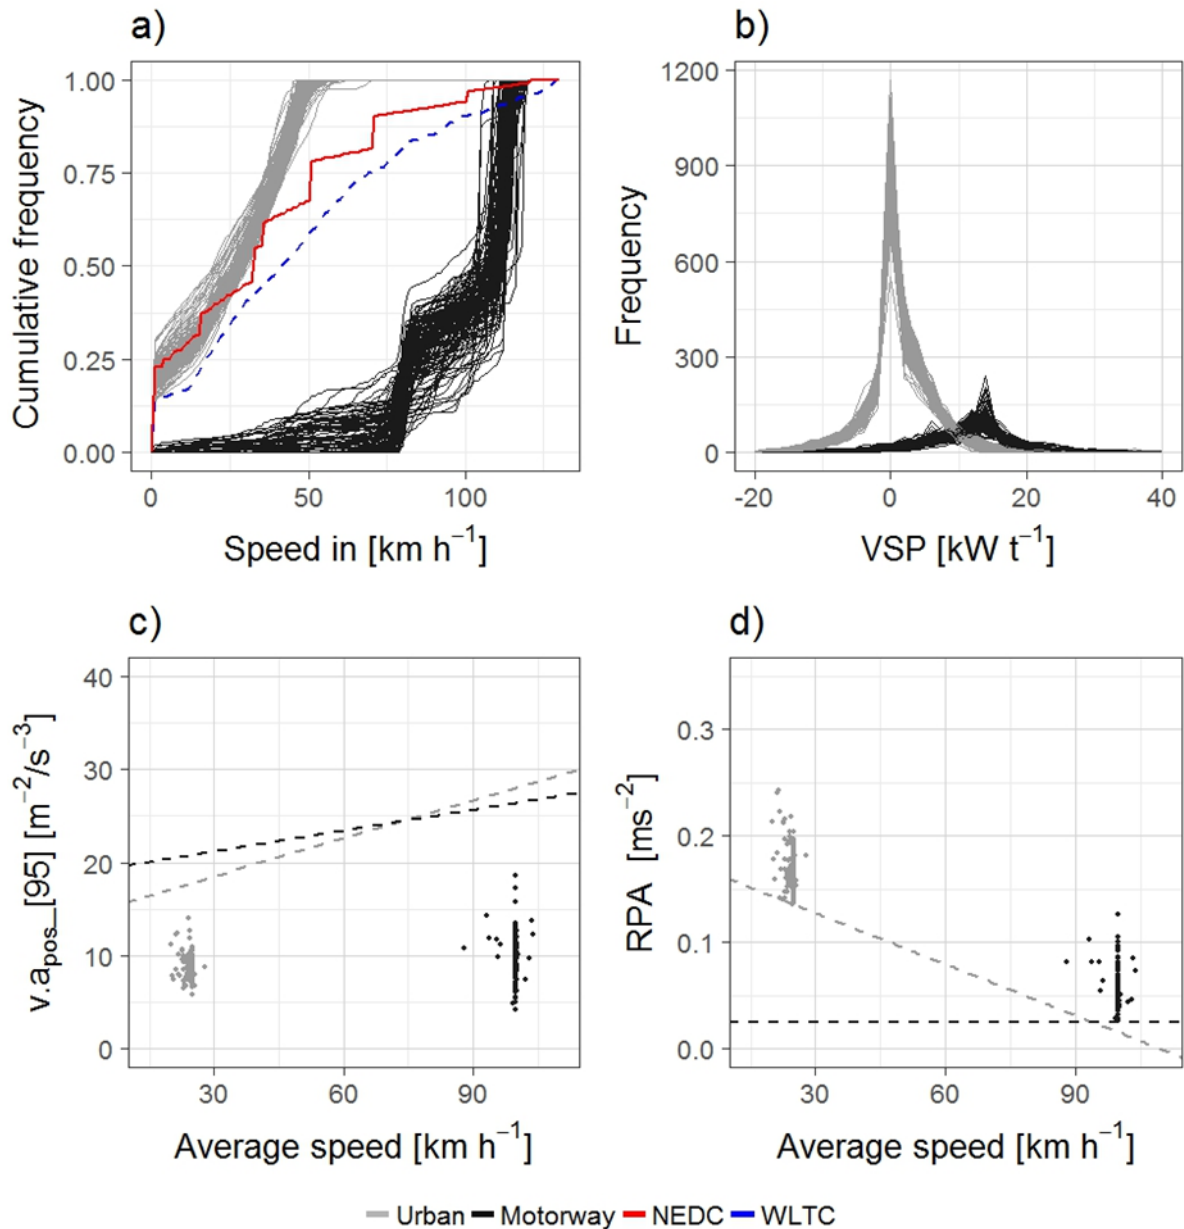 a)
1.00
0.75
0.50
0.25
0.00
Cumulative frequency
0 50 100
Speed in [km h⁻¹]
b)
1200
900
600
300
0
Frequency
-20 0 20 40
VSP [kW t⁻¹]
c)
40
30
20
10
0
v.a_pos_[95] [m⁻²/s⁻³]
30 60 90
Average speed [km h⁻¹]
d)
0.3
0.2
0.1
0.0
RPA [ms⁻²]
30 60 90
Average speed [km h⁻¹]
Urban Motorway NEDC WLTC